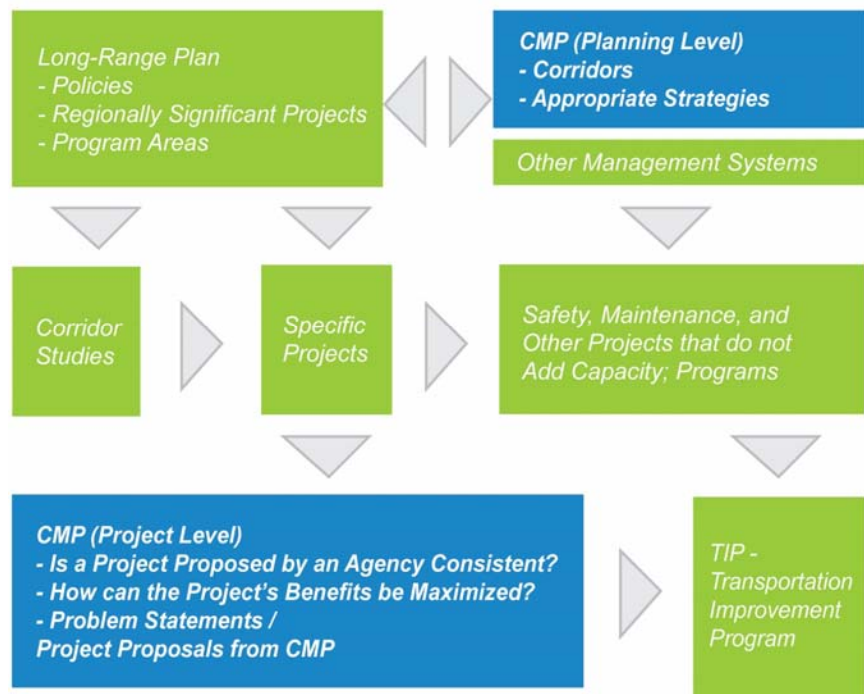 Long-Range Plan
- Policies
- Regionally Significant Projects
- Program Areas
CMP (Planning Level)
- Corridors
- Appropriate Strategies
Other Management Systems
Corridor
Studies
Specific
Projects
Safety, Maintenance, and
Other Projects that do not
Add Capacity; Programs
CMP (Project Level)
- Is a Project Proposed by an Agency Consistent?
- How can the Project's Benefits be Maximized?
- Problem Statements /
Project Proposals from CMP
TIP -
Transportation
Improvement
Program